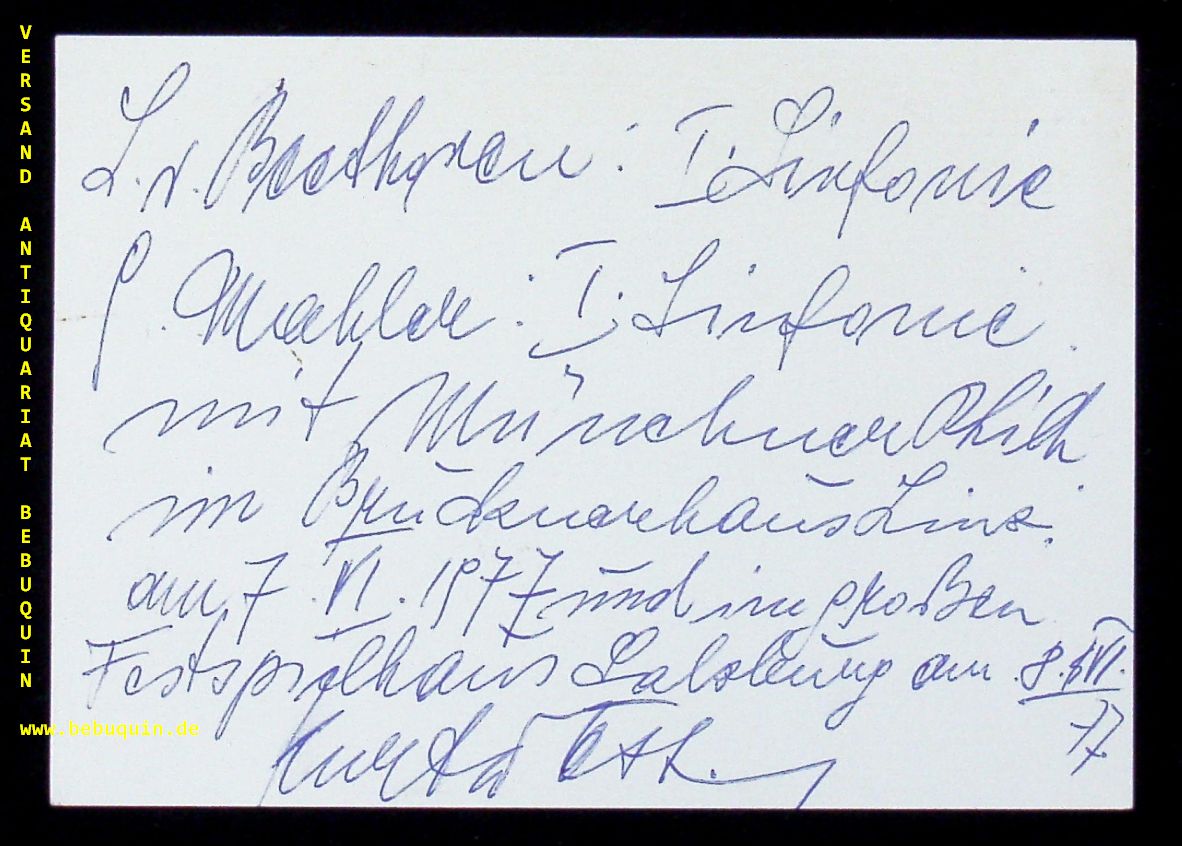 VERSAND ANTIQUARIAT BEBUQUIN
www.bebuquin.de
L. v. Beethoven: I. Sinfonie
G. Mahler: I. Sinfonie
mit Münchner Philh
im Brucknerhaus Linz.
am 7. VI. 1977 und im großen
Festspielhaus Salzburg am 8. VI.
77